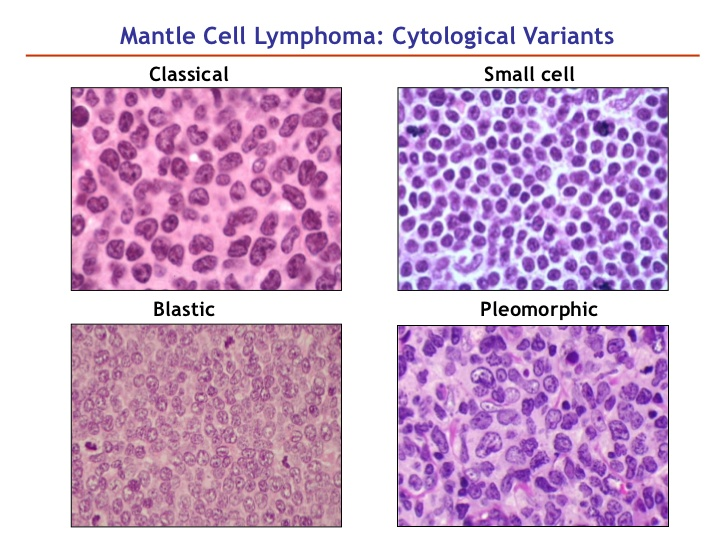 Mantle Cell Lymphoma: Cytological Variants
Classical
Small cell
Blastic
Pleomorphic